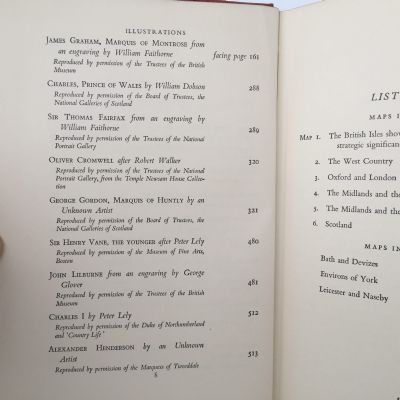 ILLUSTRATIONS
JAMES GRAHAM, MARQUIS OF MONTROSE from
an engraving by William Faithorne facing page 161
Reproduced by permission of the Trustees of the British
Museum
CHARLES, PRINCE OF WALES by William Dobson 288
Reproduced by permission of the Board of Trustees, the
National Galleries of Scotland
SIR THOMAS FAIRFAX from an engraving by
William Faithorne 289
Reproduced by permission of the Trustees of the National
Portrait Gallery
OLIVER CROMWELL after Robert Walker 320
Reproduced by permission of the Trustees of the National
Portrait Gallery, from the Temple Newsam House Collec-
tion
GEORGE GORDON, MARQUIS OF HUNTLY by an
Unknown Artist 321
Reproduced by permission of the Board of Trustees, the
National Galleries of Scotland
SIR HENRY VANE, THE YOUNGER after Peter Lely 480
Reproduced by permission of the Museum of Fine Arts,
Boston
JOHN LILBURNE from an engraving by George
Glover 481
Reproduced by permission of the Trustees of the British
Museum
CHARLES I by Peter Lely 512
Reproduced by permission of the Duke of Northumberland
and 'Country Life'
ALEXANDER HENDERSON by an Unknown
Artist 513
Reproduced by permission of the Marquess of Tweeddale
8
LIST
MAPS I
MAP 1. The British Isles show
strategic significan
2. The West Country
3. Oxford and London
4. Midlands and the
5. The Midlands and the
6. Scotland
MAPS IN
Bath and Devizes
Environs of York
Leicester and Naseby